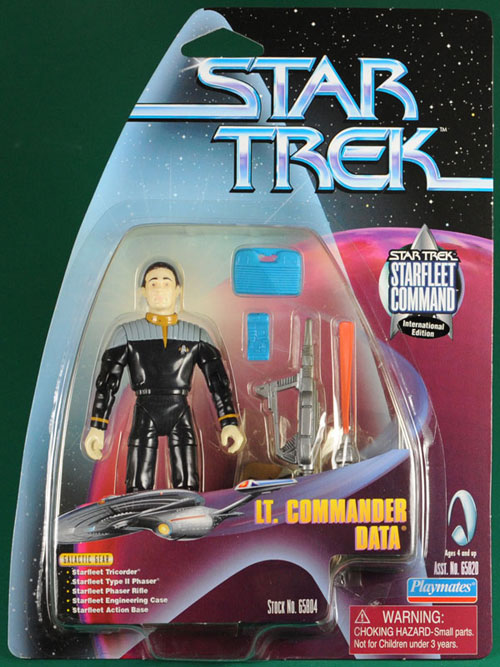 STAR
TREK™
STAR TREK
STARFLEET
COMMAND
International
Edition
LT. COMMANDER
DATA
GALACTIC GEAR
• Starfleet Tricorder
• Starfleet Type II Phaser
• Starfleet Phaser Rifle
• Starfleet Engineering Case
• Starfleet Action Base
STOCK NO. 65804
Ages 4 and up
ASST. NO. 65820
Playmates®
WARNING:
CHOKING HAZARD-Small parts.
Not for Children under 3 years.